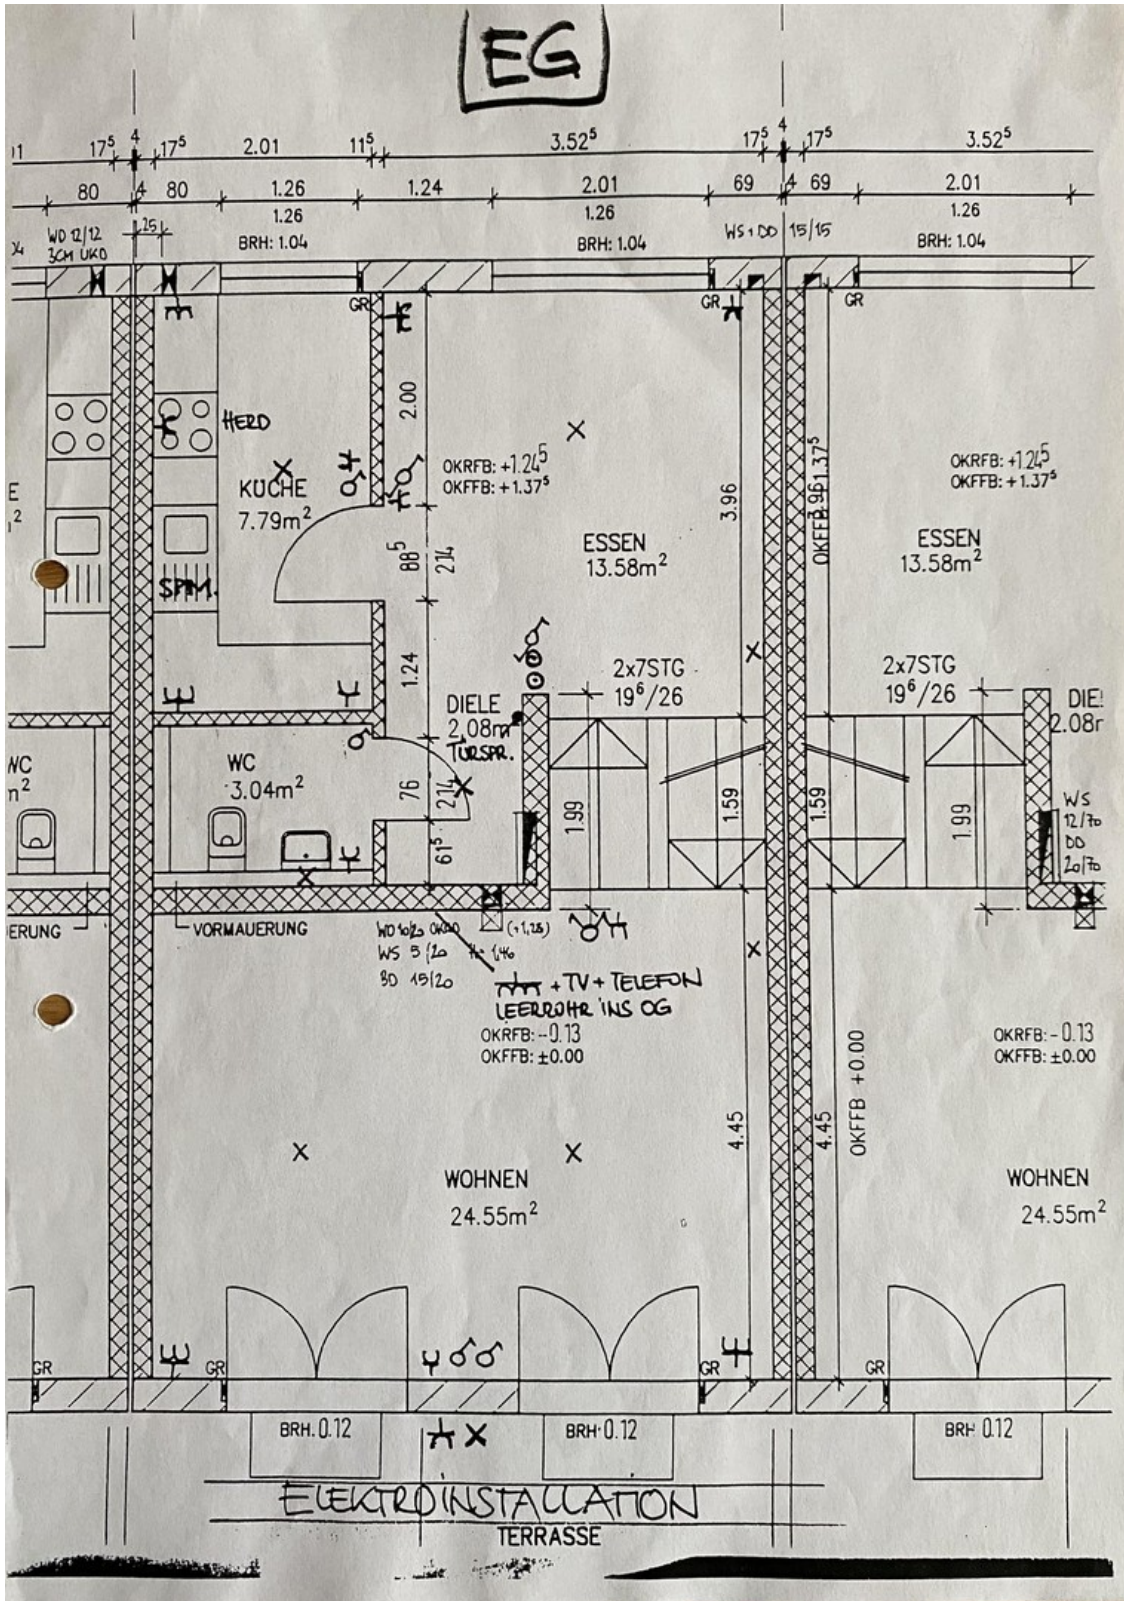 EG
4 4
17⁵ 17⁵ 2.01 11⁵ 3.52⁵ 17⁵ 17⁵ 3.52⁵
80 4 80 1.26 1.24 2.01 69 4 69 2.01
1.26 1.26 1.26
WD 12/12 25 WS+DD 15/15
3CM UKD BRH: 1.04 BRH: 1.04 BRH: 1.04
GR GR GR
HERD
2.00
OKRFB: +1.24⁵
OKFFB: +1.37⁵
OKRFB: +1.24⁵
OKFFB: +1.37⁵
KÜCHE
7.79m²
3.96
3.96
OKFFB
1.37⁵
ESSEN
13.58m²
ESSEN
13.58m²
88⁵
2.14
SPM.
1.24
2x7STG
19⁶/26
2x7STG
19⁶/26
DIELE
2.08m²
TÜRSPR.
WC
3.04m²
WC
76
2.14
61⁵
1.99
1.59
1.59
1.99
WS
12/70
DD
20/70
ERUNG VORMAUERUNG
WS 5/20
BD 15/20
+ TV + TELEFON
LEERROHR INS OG
OKRFB: -0.13
OKFFB: ±0.00
OKRFB: -0.13
OKFFB: ±0.00
OKFFB +0.00
4.45
4.45
WOHNEN
24.55m²
WOHNEN
24.55m²
GR GR GR GR
BRH: 0.12 BRH: 0.12 BRH 0.12
ELEKTROINSTALLATION
TERRASSE